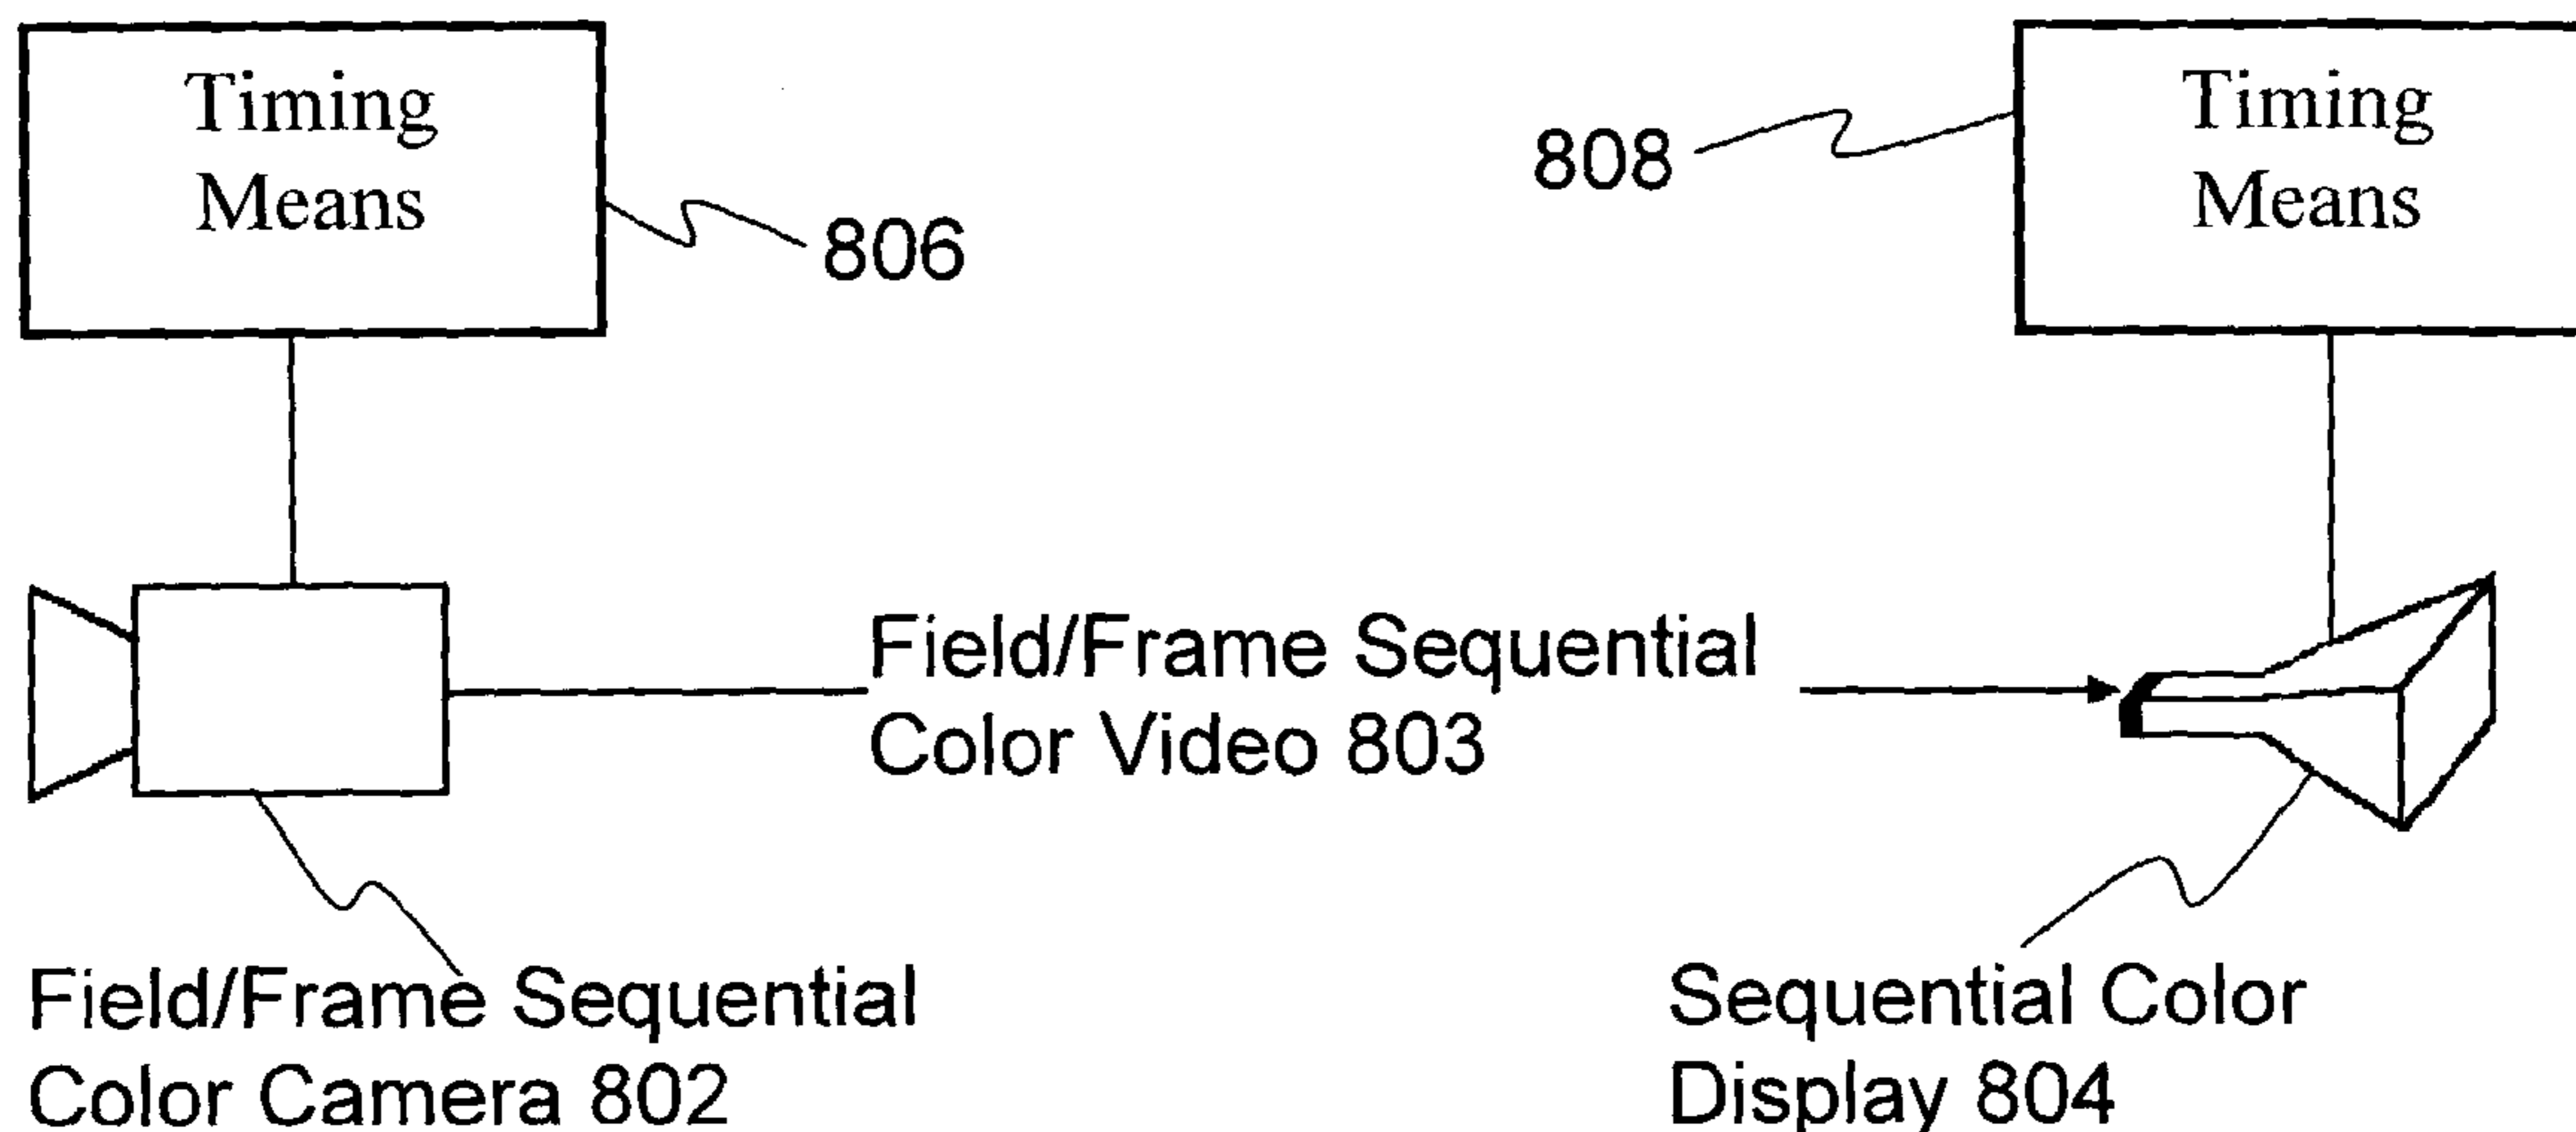 Timing
Means
806
808
Timing
Means
Field/Frame Sequential
Color Video 803
Field/Frame Sequential
Color Camera 802
Sequential Color
Display 804